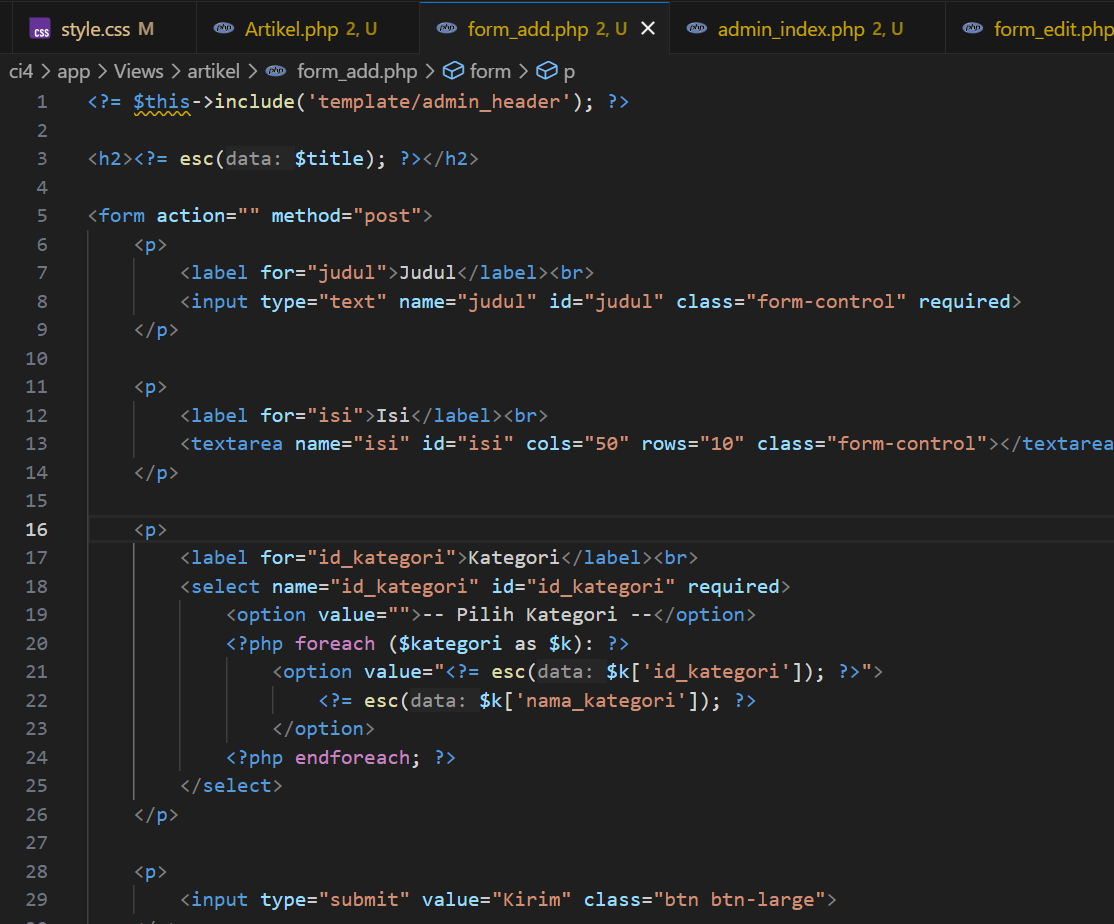 CSS style.css M
php Artikel.php 2, U
php form_add.php 2, U
php admin_index.php 2, U
php form_edit.php
ci4 > app > Views > artikel > php form_add.php > form > p
1 <?= $this->include('template/admin_header'); ?>
2
3 <h2><?= esc(data: $title); ?></h2>
4
5 <form action="" method="post">
6 <p>
7 <label for="judul">Judul</label><br>
8 <input type="text" name="judul" id="judul" class="form-control" required>
9 </p>
10
11 <p>
12 <label for="isi">Isi</label><br>
13 <textarea name="isi" id="isi" cols="50" rows="10" class="form-control"></textarea
14 </p>
15
16 <p>
17 <label for="id_kategori">Kategori</label><br>
18 <select name="id_kategori" id="id_kategori" required>
19 <option value="">-- Pilih Kategori --</option>
20 <?php foreach ($kategori as $k): ?>
21 <option value="<?= esc(data: $k['id_kategori']); ?>">
22 <?= esc(data: $k['nama_kategori']); ?>
23 </option>
24 <?php endforeach; ?>
25 </select>
26 </p>
27
28 <p>
29 <input type="submit" value="Kirim" class="btn btn-large">